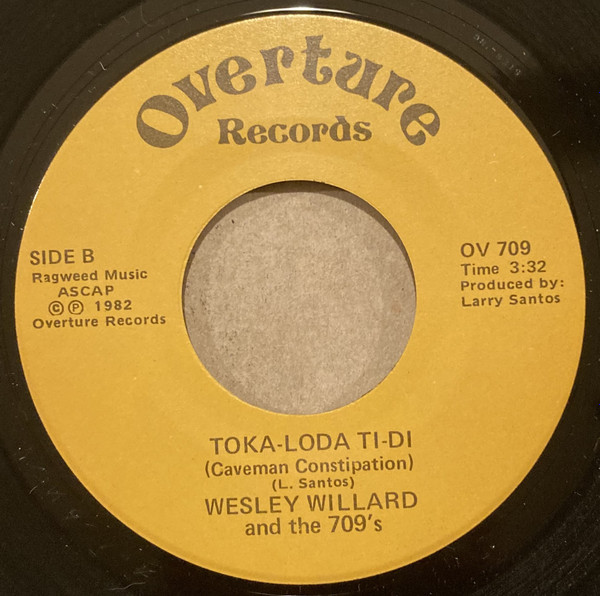 Overture
Records
SIDE B
Ragweed Music
ASCAP
© ℗ 1982
Overture Records
OV 709
Time 3:32
Produced by:
Larry Santos
TOKA-LODA TI-DI
(Caveman Constipation)
(L. Santos)
WESLEY WILLARD
and the 709's